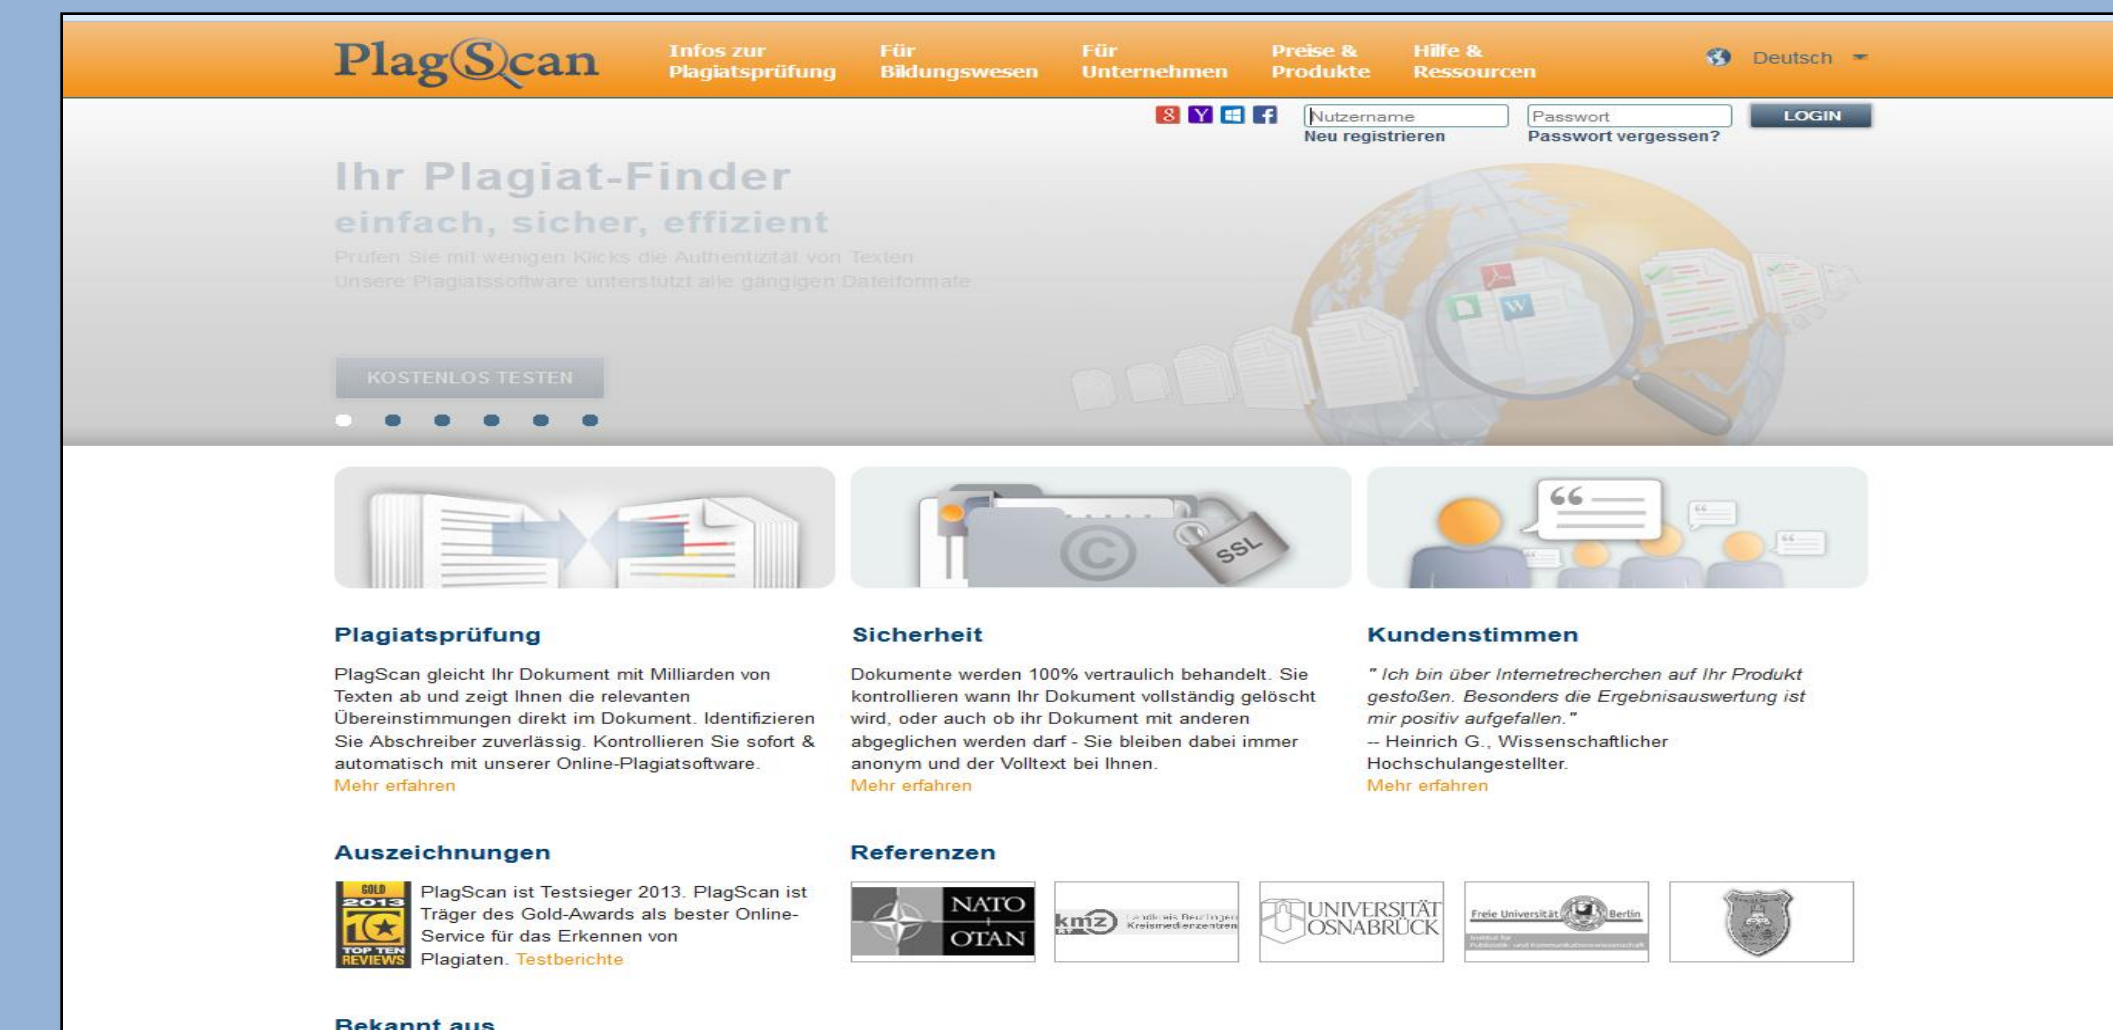 PlagScan
Infos zur
Plagiatsprüfung
Für
Bildungswesen
Für
Unternehmen
Preise &
Produkte
Hilfe &
Ressourcen
Deutsch
Nutzername
Passwort
LOGIN
Neu registrieren
Passwort vergessen?
Ihr Plagiat-Finder
einfach, sicher, effizient
Prüfen Sie mit wenigen Klicks die Authentizität von Texten
Unsere Plagiatssoftware unterstützt alle gängigen Dateiformate
KOSTENLOS TESTEN
SSL
Plagiatsprüfung
PlagScan gleicht Ihr Dokument mit Milliarden von
Texten ab und zeigt Ihnen die relevanten
Übereinstimmungen direkt im Dokument. Identifizieren
Sie Abschreiber zuverlässig. Kontrollieren Sie sofort &
automatisch mit unserer Online-Plagiatsoftware.
Mehr erfahren
Sicherheit
Dokumente werden 100% vertraulich behandelt. Sie
kontrollieren wann Ihr Dokument vollständig gelöscht
wird, oder auch ob ihr Dokument mit anderen
abgeglichen werden darf - Sie bleiben dabei immer
anonym und der Volltext bei Ihnen.
Mehr erfahren
Kundenstimmen
" Ich bin über Internetrecherchen auf Ihr Produkt
gestoßen. Besonders die Ergebnisauswertung ist
mir positiv aufgefallen."
-- Heinrich G., Wissenschaftlicher
Hochschulangestellter.
Mehr erfahren
Auszeichnungen
GOLD
2013
TOP TEN
REVIEWS
PlagScan ist Testsieger 2013. PlagScan ist
Träger des Gold-Awards als bester Online-
Service für das Erkennen von
Plagiaten. Testberichte
Referenzen
NATO
OTAN
kmz
Landkreis Reutlingen
Kreismedienzentren
UNIVERSITÄT
OSNABRÜCK
Freie Universität Berlin
Institut für
Publizistik- und Kommunikationswissenschaft
Bekannt aus